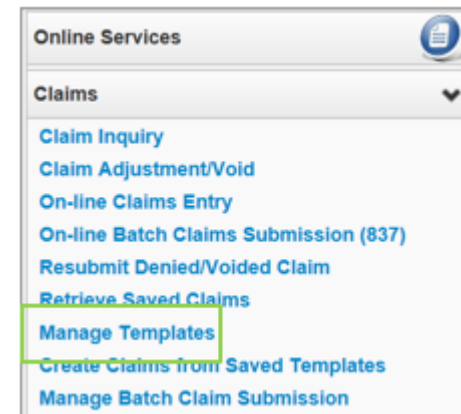 Online Services
Claims
Claim Inquiry
Claim Adjustment/Void
On-line Claims Entry
On-line Batch Claims Submission (837)
Resubmit Denied/Voided Claim
Retrieve Saved Claims
Manage Templates
Create Claims from Saved Templates
Manage Batch Claim Submission